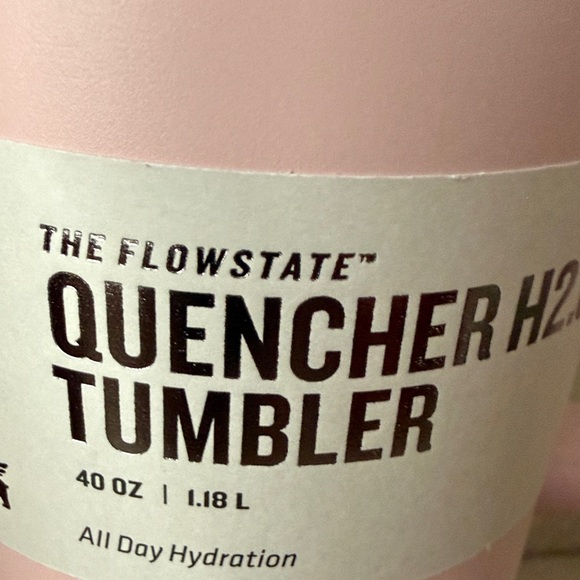 THE FLOWSTATE™
QUENCHER H2.
TUMBLER
40 OZ | 1.18 L
All Day Hydration